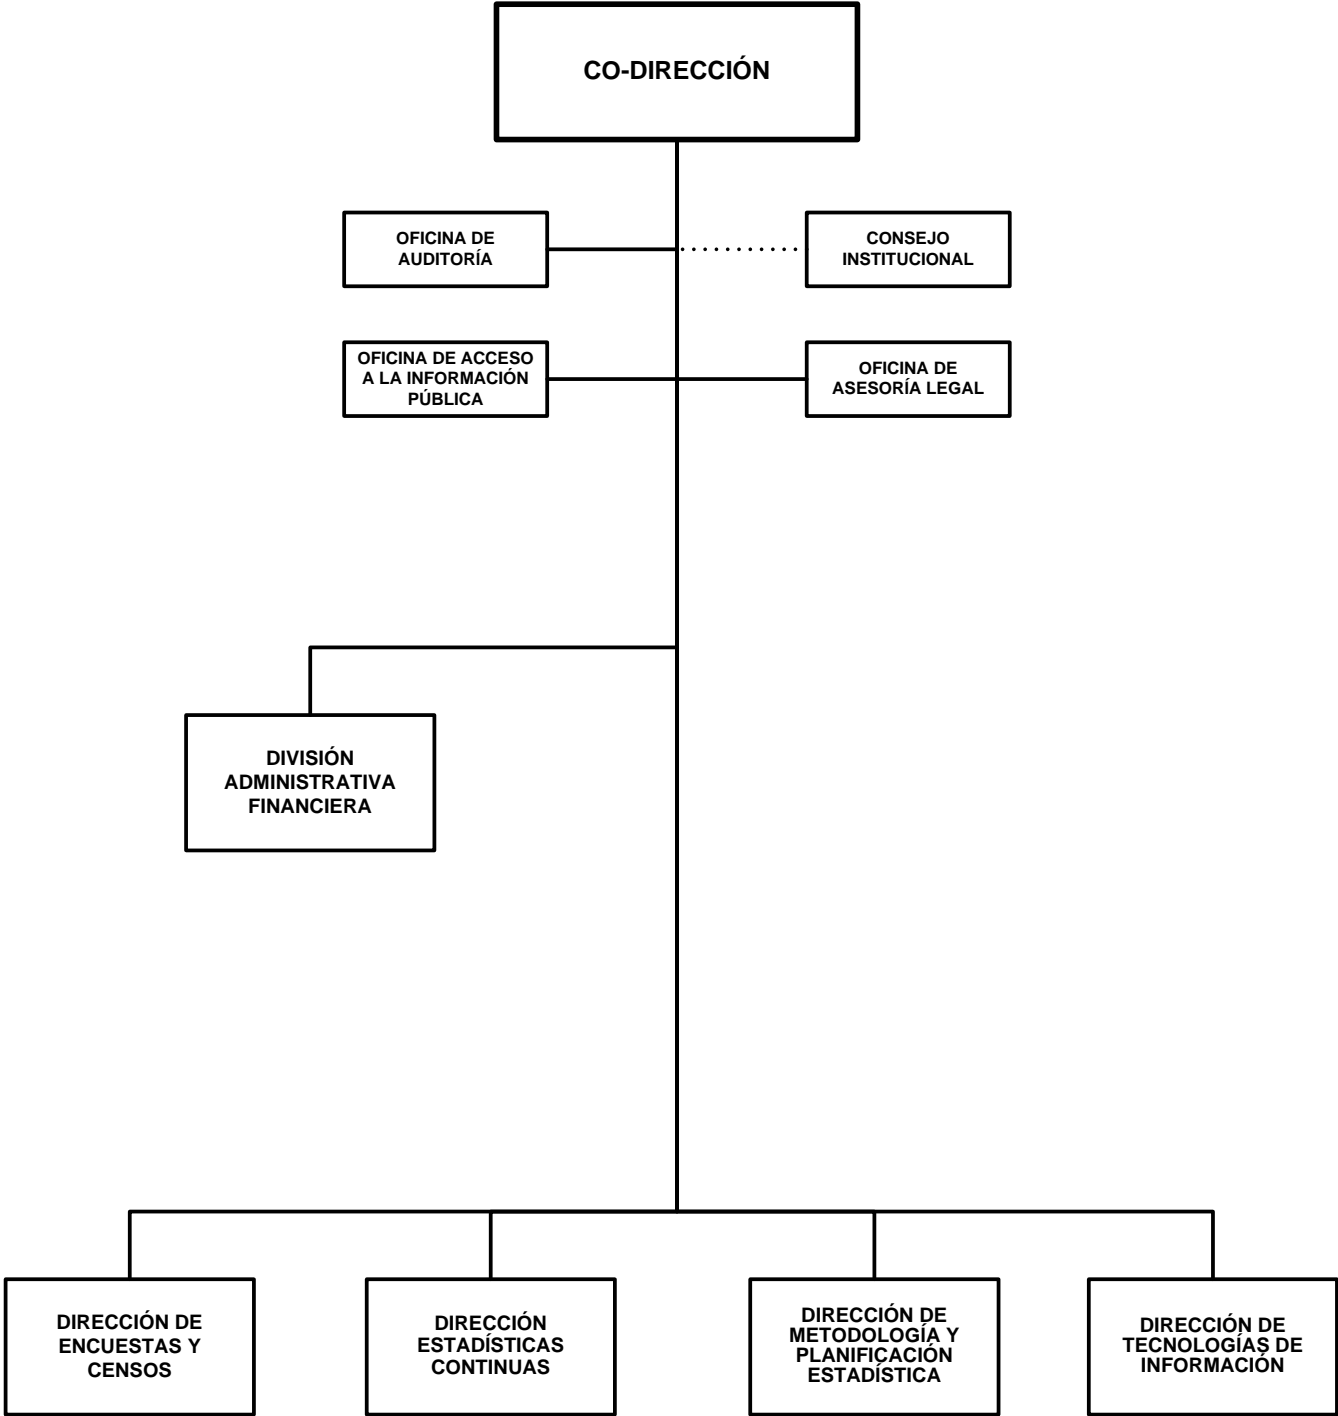 CO-DIRECCIÓN
OFICINA DE
AUDITORÍA
CONSEJO
INSTITUCIONAL
OFICINA DE ACCESO
A LA INFORMACIÓN
PÚBLICA
OFICINA DE
ASESORÍA LEGAL
DIVISIÓN
ADMINISTRATIVA
FINANCIERA
DIRECCIÓN DE
ENCUESTAS Y
CENSOS
DIRECCIÓN
ESTADÍSTICAS
CONTINUAS
DIRECCIÓN DE
METODOLOGÍA Y
PLANIFICACIÓN
ESTADÍSTICA
DIRECCIÓN DE
TECNOLOGÍAS DE
INFORMACIÓN